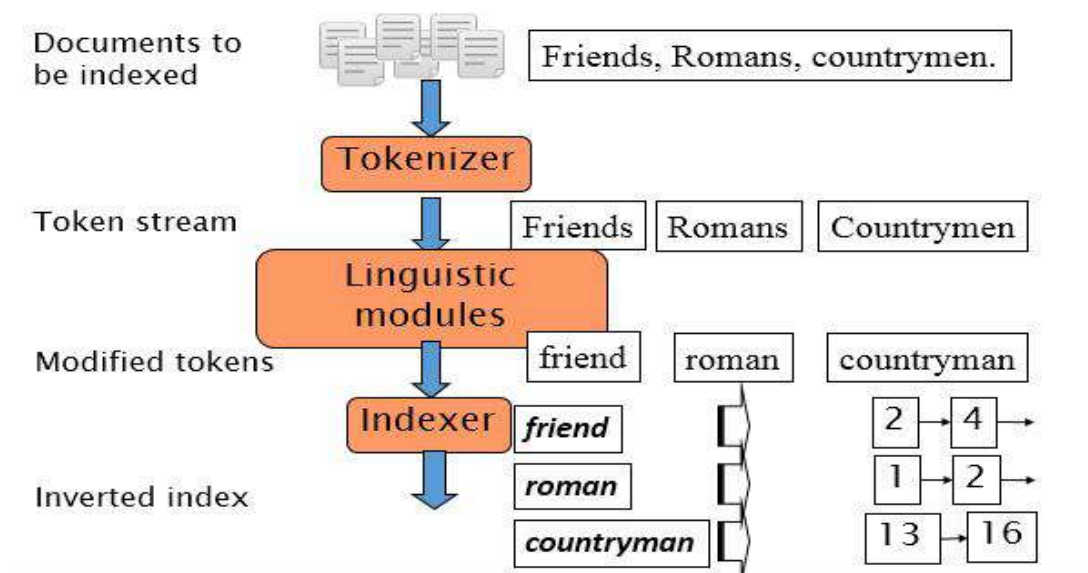 Documents to
be indexed
Friends, Romans, countrymen.
Tokenizer
Token stream
Friends Romans Countrymen
Linguistic
modules
Modified tokens
friend roman countryman
Indexer
friend 2 4
roman 1 2
Inverted index
countryman 13 16